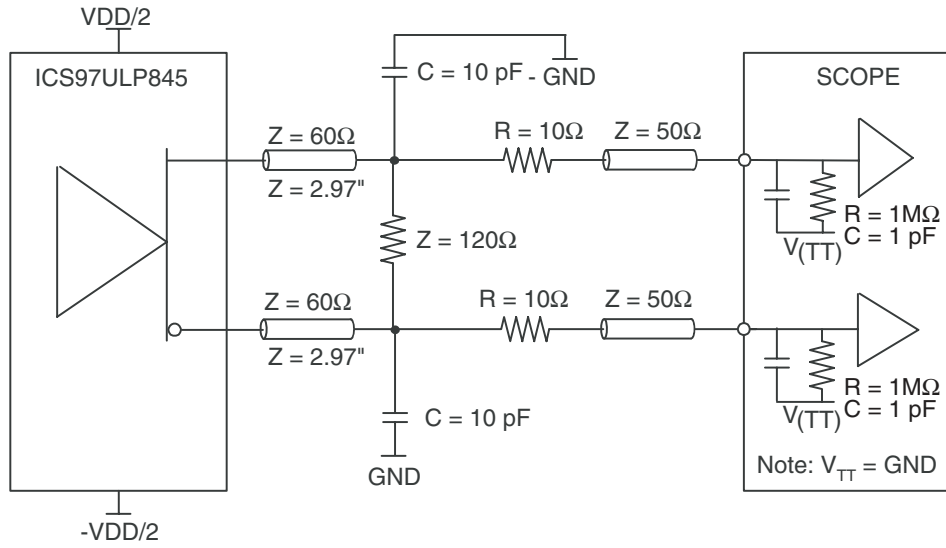 VDD/2
ICS97ULP845
C = 10 pF
- GND
SCOPE
Z = 60Ω
Z = 2.97"
R = 10Ω
Z = 50Ω
R = 1MΩ
C = 1 pF
V(TT)
Z = 120Ω
Z = 60Ω
Z = 2.97"
R = 10Ω
Z = 50Ω
R = 1MΩ
C = 1 pF
V(TT)
C = 10 pF
GND
Note: VTT = GND
-VDD/2